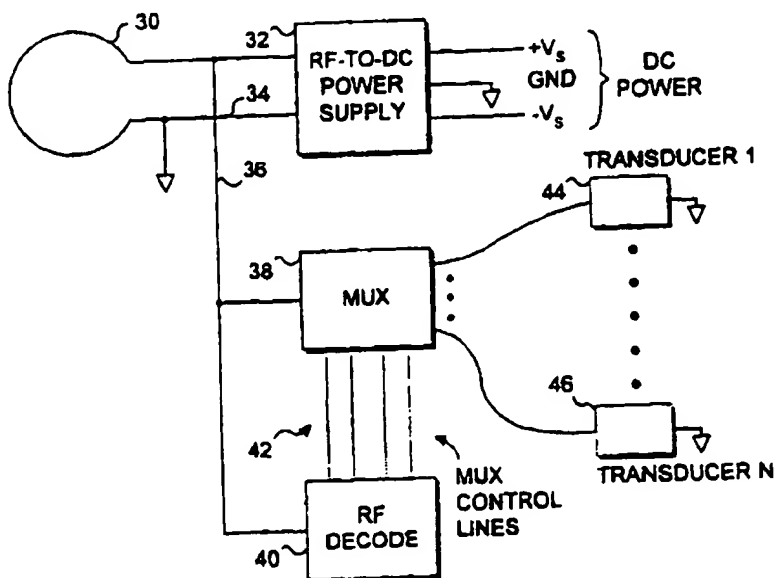 30
32
RF-TO-DC
POWER
SUPPLY
+Vs
GND
-Vs
DC
POWER
34
36
TRANSDUCER 1
44
38
MUX
46
TRANSDUCER N
42
MUX
CONTROL
LINES
RF
DECODE
40